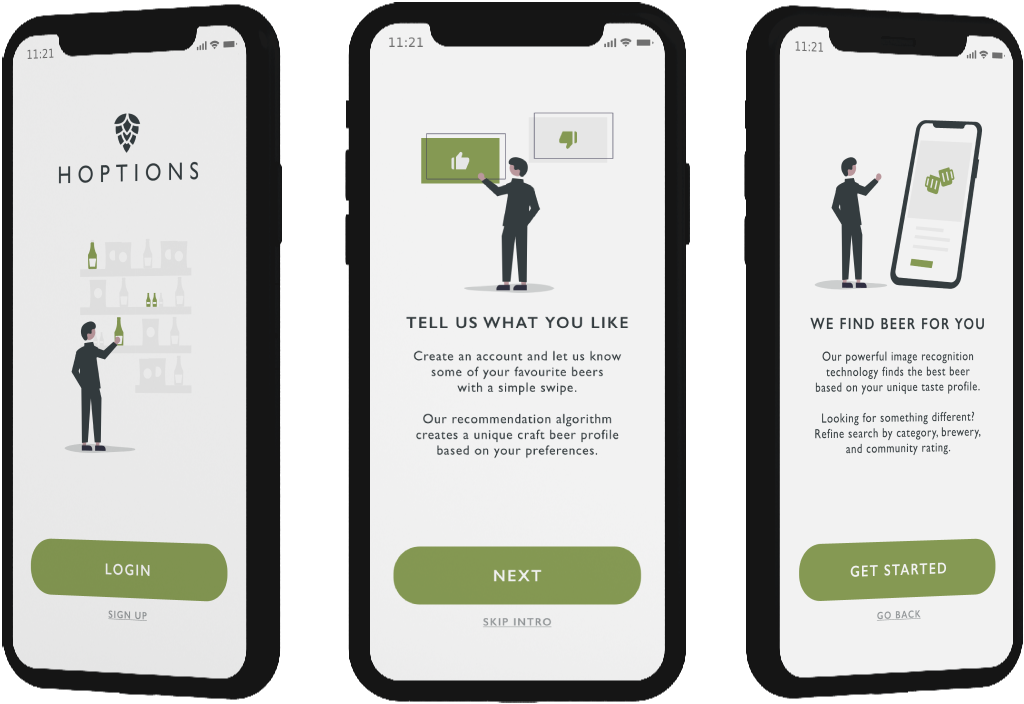 11:21
HOPTIONS
LOGIN
SIGN UP
11:21
TELL US WHAT YOU LIKE
Create an account and let us know
some of your favourite beers
with a simple swipe.
Our recommendation algorithm
creates a unique craft beer profile
based on your preferences.
NEXT
SKIP INTRO
11:21
WE FIND BEER FOR YOU
Our powerful image recognition
technology finds the best beer
based on your unique taste profile.
Looking for something different?
Refine search by category, brewery,
and community rating.
GET STARTED
GO BACK